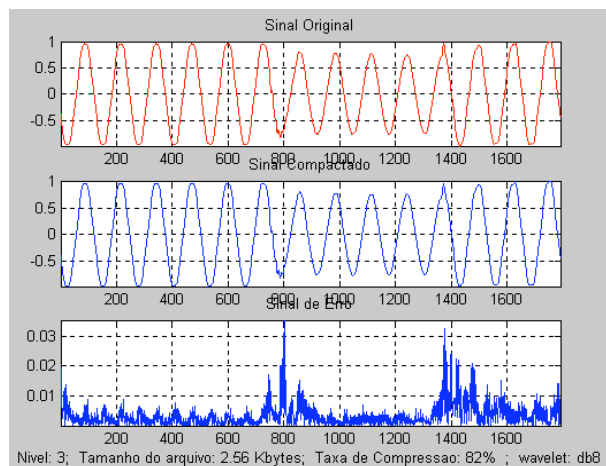 Sinal Original
1
0.5
0
-0.5
200 400 600 800 1000 1200 1400 1600
Sinal Compactado
1
0.5
0
-0.5
200 400 600 800 1000 1200 1400 1600
Sinal de Erro
0.03
0.02
0.01
200 400 600 800 1000 1200 1400 1600
Nivel: 3; Tamanho do arquivo: 2.56 Kbytes; Taxa de Compressao: 82% ; wavelet: db8